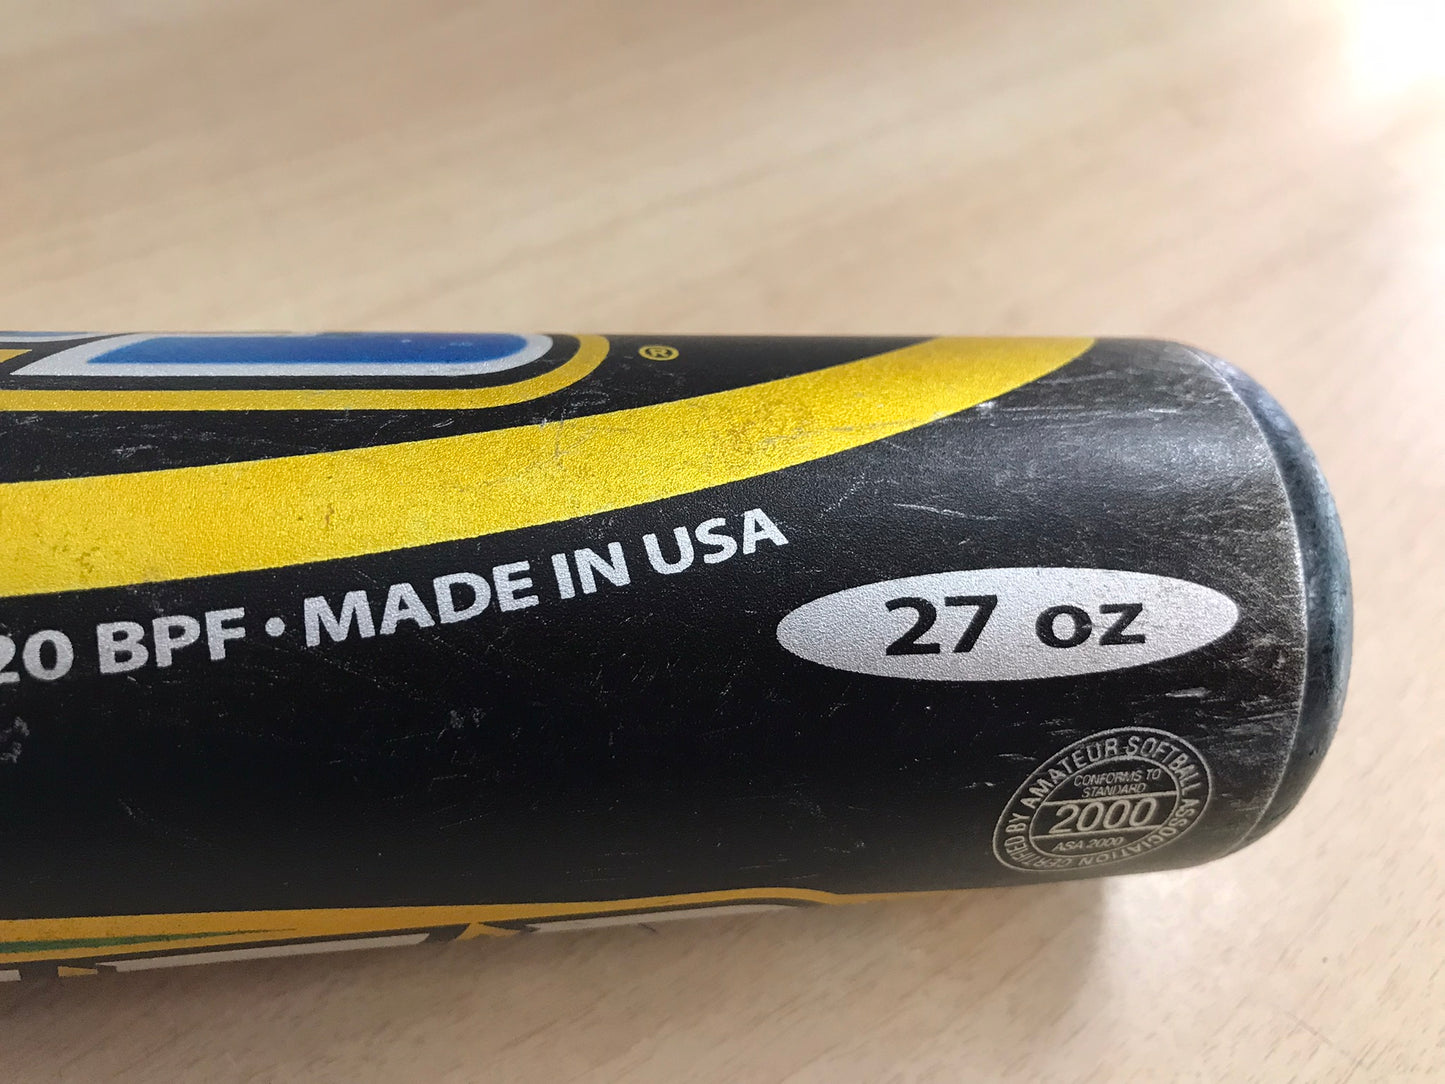 ®
20 BPF • MADE IN USA
27 oz
CERTIFIED BY AMATEUR SOFTBALL ASSOCIATION
CONFORMS TO
STANDARD
2000
ASA 2000